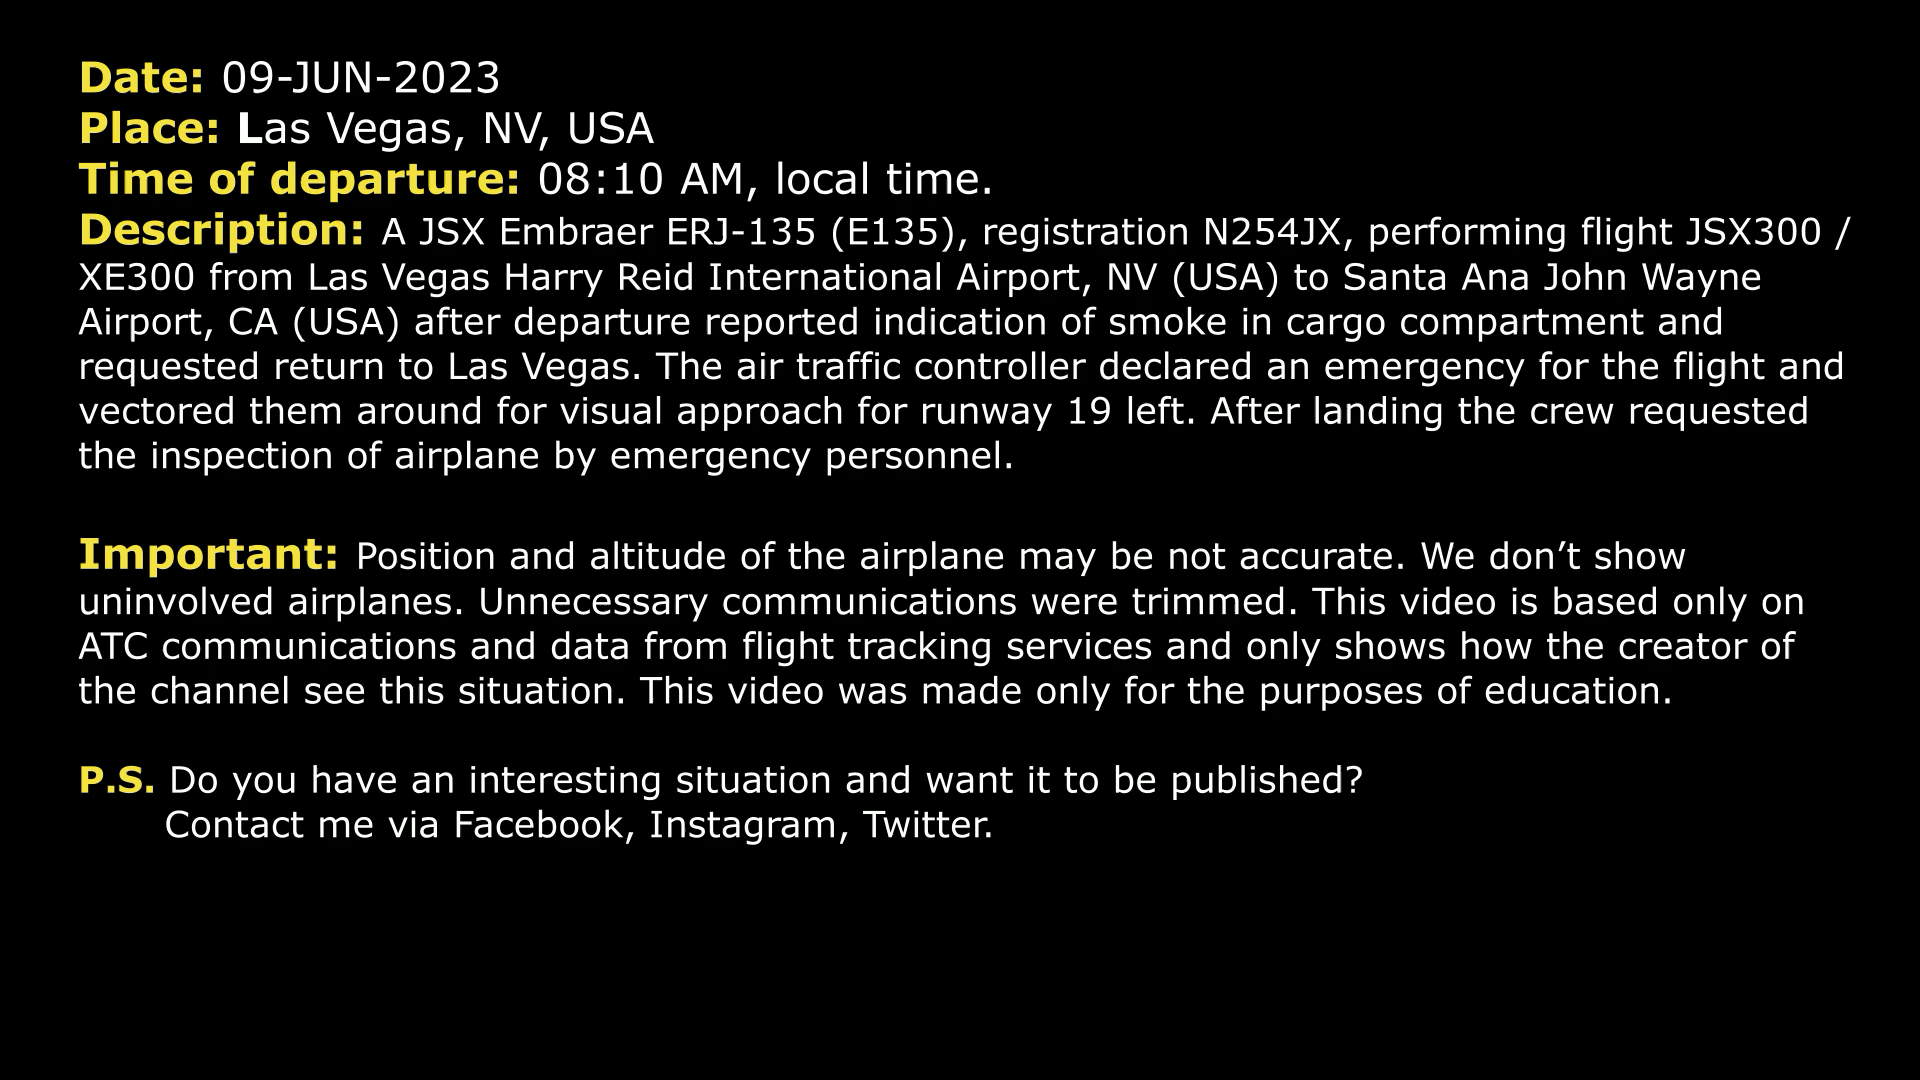 Date: 09-JUN-2023
Place: Las Vegas, NV, USA
Time of departure: 08:10 AM, local time.
Description: A JSX Embraer ERJ-135 (E135), registration N254JX, performing flight JSX300 /
XE300 from Las Vegas Harry Reid International Airport, NV (USA) to Santa Ana John Wayne
Airport, CA (USA) after departure reported indication of smoke in cargo compartment and
requested return to Las Vegas. The air traffic controller declared an emergency for the flight and
vectored them around for visual approach for runway 19 left. After landing the crew requested
the inspection of airplane by emergency personnel.
Important: Position and altitude of the airplane may be not accurate. We don’t show
uninvolved airplanes. Unnecessary communications were trimmed. This video is based only on
ATC communications and data from flight tracking services and only shows how the creator of
the channel see this situation. This video was made only for the purposes of education.
P.S. Do you have an interesting situation and want it to be published?
Contact me via Facebook, Instagram, Twitter.